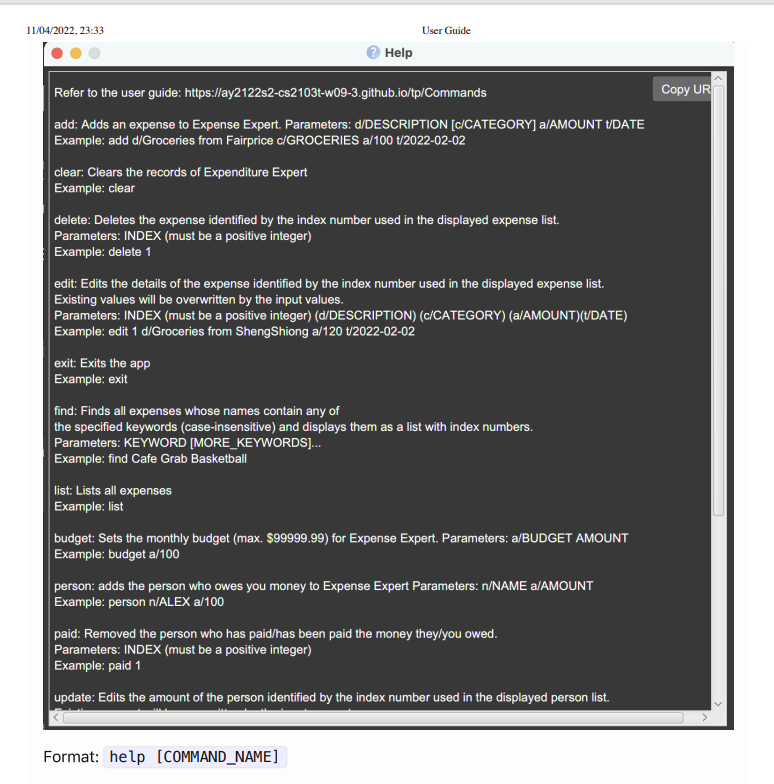 11/04/2022, 23:33
User Guide
Help
Copy UR
Refer to the user guide: https://ay2122s2-cs2103t-w09-3.github.io/tp/Commands
add: Adds an expense to Expense Expert. Parameters: d/DESCRIPTION [c/CATEGORY] a/AMOUNT t/DATE
Example: add d/Groceries from Fairprice c/GROCERIES a/100 t/2022-02-02
clear: Clears the records of Expenditure Expert
Example: clear
delete: Deletes the expense identified by the index number used in the displayed expense list.
Parameters: INDEX (must be a positive integer)
Example: delete 1
edit: Edits the details of the expense identified by the index number used in the displayed expense list.
Existing values will be overwritten by the input values.
Parameters: INDEX (must be a positive integer) (d/DESCRIPTION) (c/CATEGORY) (a/AMOUNT)(t/DATE)
Example: edit 1 d/Groceries from ShengShiong a/120 t/2022-02-02
exit: Exits the app
Example: exit
find: Finds all expenses whose names contain any of
the specified keywords (case-insensitive) and displays them as a list with index numbers.
Parameters: KEYWORD [MORE_KEYWORDS]...
Example: find Cafe Grab Basketball
list: Lists all expenses
Example: list
budget: Sets the monthly budget (max. $99999.99) for Expense Expert. Parameters: a/BUDGET AMOUNT
Example: budget a/100
person: adds the person who owes you money to Expense Expert Parameters: n/NAME a/AMOUNT
Example: person n/ALEX a/100
paid: Removed the person who has paid/has been paid the money they/you owed.
Parameters: INDEX (must be a positive integer)
Example: paid 1
update: Edits the amount of the person identified by the index number used in the displayed person list.
Format: help [COMMAND_NAME]